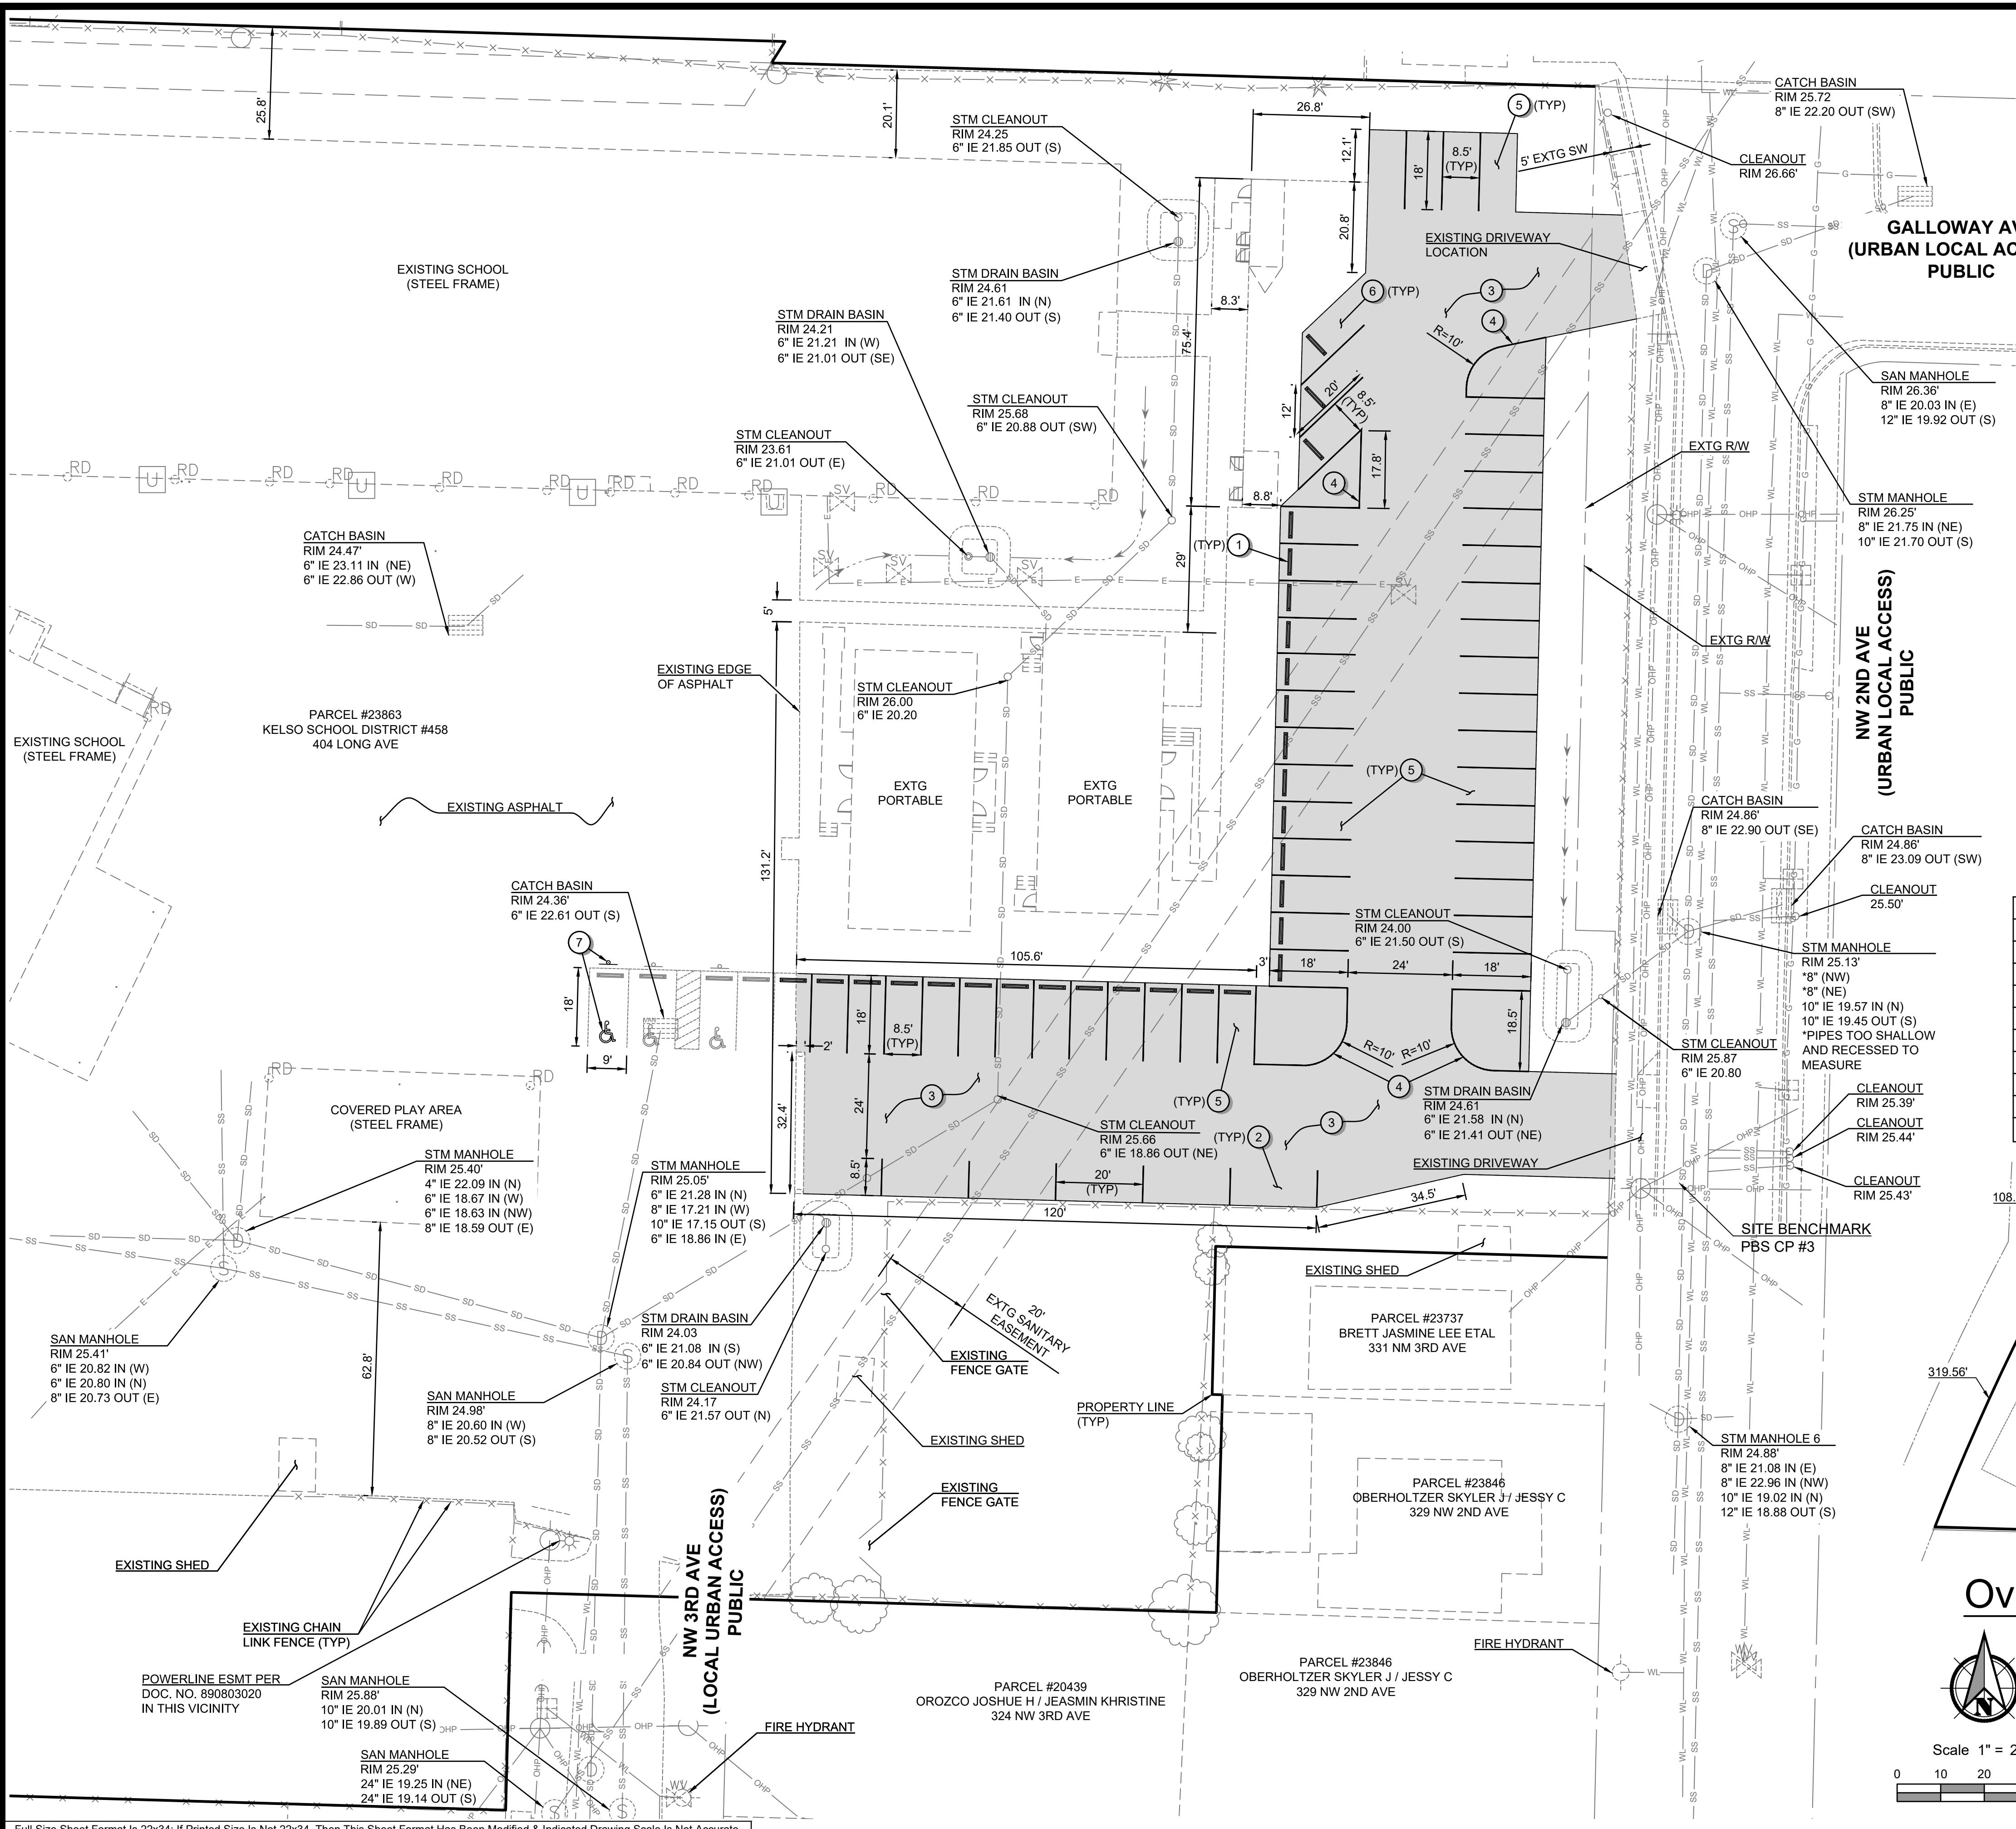 25.8'
20.1'
26.8'
5 (TYP)
CATCH BASIN
RIM 25.72
8" IE 22.20 OUT (SW)
CLEANOUT
RIM 26.66'
STM CLEANOUT
RIM 24.25
6" IE 21.85 OUT (S)
12.1'
18'
8.5'
(TYP)
5' EXTG SW
20.8'
GALLOWAY AV
(URBAN LOCAL AC
PUBLIC
EXISTING SCHOOL
(STEEL FRAME)
STM DRAIN BASIN
RIM 24.61
6" IE 21.61 IN (N)
6" IE 21.40 OUT (S)
EXISTING DRIVEWAY
LOCATION
6 (TYP)
3
4
8.3'
R=10'
75.4'
STM DRAIN BASIN
RIM 24.21
6" IE 21.21 IN (W)
6" IE 21.01 OUT (SE)
SAN MANHOLE
RIM 26.36'
8" IE 20.03 IN (E)
12" IE 19.92 OUT (S)
STM CLEANOUT
RIM 25.68
6" IE 20.88 OUT (SW)
12'
20'
8.5'
(TYP)
17.8'
4
STM CLEANOUT
RIM 23.61
6" IE 21.01 OUT (E)
EXTG R/W
8.8'
STM MANHOLE
RIM 26.25'
8" IE 21.75 IN (NE)
10" IE 21.70 OUT (S)
CATCH BASIN
RIM 24.47'
6" IE 23.11 IN (NE)
6" IE 22.86 OUT (W)
(TYP) 1
29'
5'
NW 2ND AVE
(URBAN LOCAL ACCESS)
PUBLIC
EXTG R/W
EXISTING EDGE
OF ASPHALT
STM CLEANOUT
RIM 26.00
6" IE 20.20
PARCEL #23863
KELSO SCHOOL DISTRICT #458
404 LONG AVE
EXISTING SCHOOL
(STEEL FRAME)
EXISTING ASPHALT
EXTG
PORTABLE
EXTG
PORTABLE
(TYP) 5
131.2'
CATCH BASIN
RIM 24.86'
8" IE 22.90 OUT (SE)
CATCH BASIN
RIM 24.86'
8" IE 23.09 OUT (SW)
CLEANOUT
25.50'
CATCH BASIN
RIM 24.36'
6" IE 22.61 OUT (S)
7
STM CLEANOUT
RIM 24.00
6" IE 21.50 OUT (S)
105.6'
3'
18'
24'
18'
STM MANHOLE
RIM 25.13'
*8" (NW)
*8" (NE)
10" IE 19.57 IN (N)
10" IE 19.45 OUT (S)
*PIPES TOO SHALLOW
AND RECESSED TO
MEASURE
18'
9'
2'
18'
8.5'
(TYP)
18.5'
R=10'
R=10'
4
STM CLEANOUT
RIM 25.87
6" IE 20.80
COVERED PLAY AREA
(STEEL FRAME)
32.4'
24'
8.5'
3
(TYP) 5
STM CLEANOUT
RIM 25.66
6" IE 18.86 OUT (NE)
(TYP) 2
3
STM DRAIN BASIN
RIM 24.61
6" IE 21.58 IN (N)
6" IE 21.41 OUT (NE)
CLEANOUT
RIM 25.39'
CLEANOUT
RIM 25.44'
CLEANOUT
RIM 25.43'
EXISTING DRIVEWAY
20'
(TYP)
34.5'
120'
108.
STM MANHOLE
RIM 25.40'
4" IE 22.09 IN (N)
6" IE 18.67 IN (W)
6" IE 18.63 IN (NW)
8" IE 18.59 OUT (E)
STM MANHOLE
RIM 25.05'
6" IE 21.28 IN (N)
8" IE 17.21 IN (W)
10" IE 17.15 OUT (S)
6" IE 18.86 IN (E)
SITE BENCHMARK
PBS CP #3
EXISTING SHED
62.8'
SAN MANHOLE
RIM 25.41'
6" IE 20.82 IN (W)
6" IE 20.80 IN (N)
8" IE 20.73 OUT (E)
STM DRAIN BASIN
RIM 24.03
6" IE 21.08 IN (S)
6" IE 20.84 OUT (NW)
20'
EXTG SANITARY
EASEMENT
EXISTING
FENCE GATE
PARCEL #23737
BRETT JASMINE LEE ETAL
331 NM 3RD AVE
319.56'
SAN MANHOLE
RIM 24.98'
8" IE 20.60 IN (W)
8" IE 20.52 OUT (S)
STM CLEANOUT
RIM 24.17
6" IE 21.57 OUT (N)
PROPERTY LINE
(TYP)
EXISTING SHED
STM MANHOLE 6
RIM 24.88'
8" IE 21.08 IN (E)
8" IE 22.96 IN (NW)
10" IE 19.02 IN (N)
12" IE 18.88 OUT (S)
EXISTING
FENCE GATE
PARCEL #23846
OBERHOLTZER SKYLER J / JESSY C
329 NW 2ND AVE
EXISTING SHED
NW 3RD AVE
(LOCAL URBAN ACCESS)
PUBLIC
Ov
EXISTING CHAIN
LINK FENCE (TYP)
FIRE HYDRANT
POWERLINE ESMT PER
DOC. NO. 890803020
IN THIS VICINITY
SAN MANHOLE
RIM 25.88'
10" IE 20.01 IN (N)
10" IE 19.89 OUT (S)
PARCEL #20439
OROZCO JOSHUE H / JEASMIN KHRISTINE
324 NW 3RD AVE
PARCEL #23846
OBERHOLTZER SKYLER J / JESSY C
329 NW 2ND AVE
N
FIRE HYDRANT
SAN MANHOLE
RIM 25.29'
24" IE 19.25 IN (NE)
24" IE 19.14 OUT (S)
Scale 1" = 2
0 10 20
Full Size Sheet Format Is 22x34; If Printed Size Is Not 22x34, Then This Sheet Format Has Been Modified & Indicated Drawing Scale Is Not Accurate